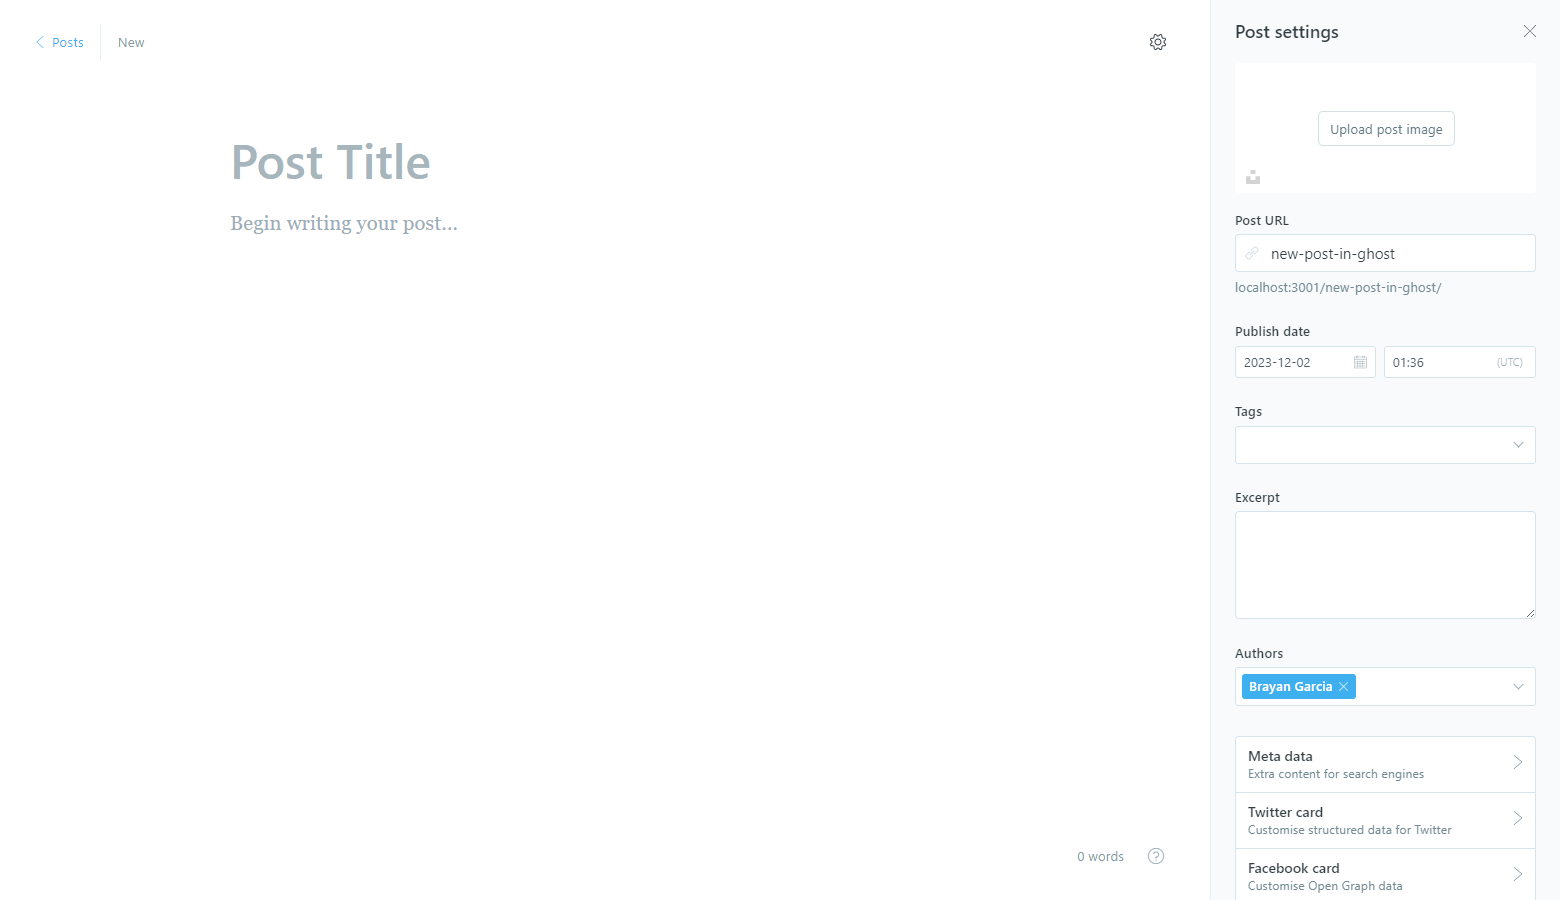 Posts
New
Post Title
Begin writing your post...
0 words
?
Post settings
Upload post image
Post URL
new-post-in-ghost
localhost:3001/new-post-in-ghost/
Publish date
2023-12-02
01:36
(UTC)
Tags
Excerpt
Authors
Brayan Garcia
Meta data
Extra content for search engines
Twitter card
Customise structured data for Twitter
Facebook card
Customise Open Graph data